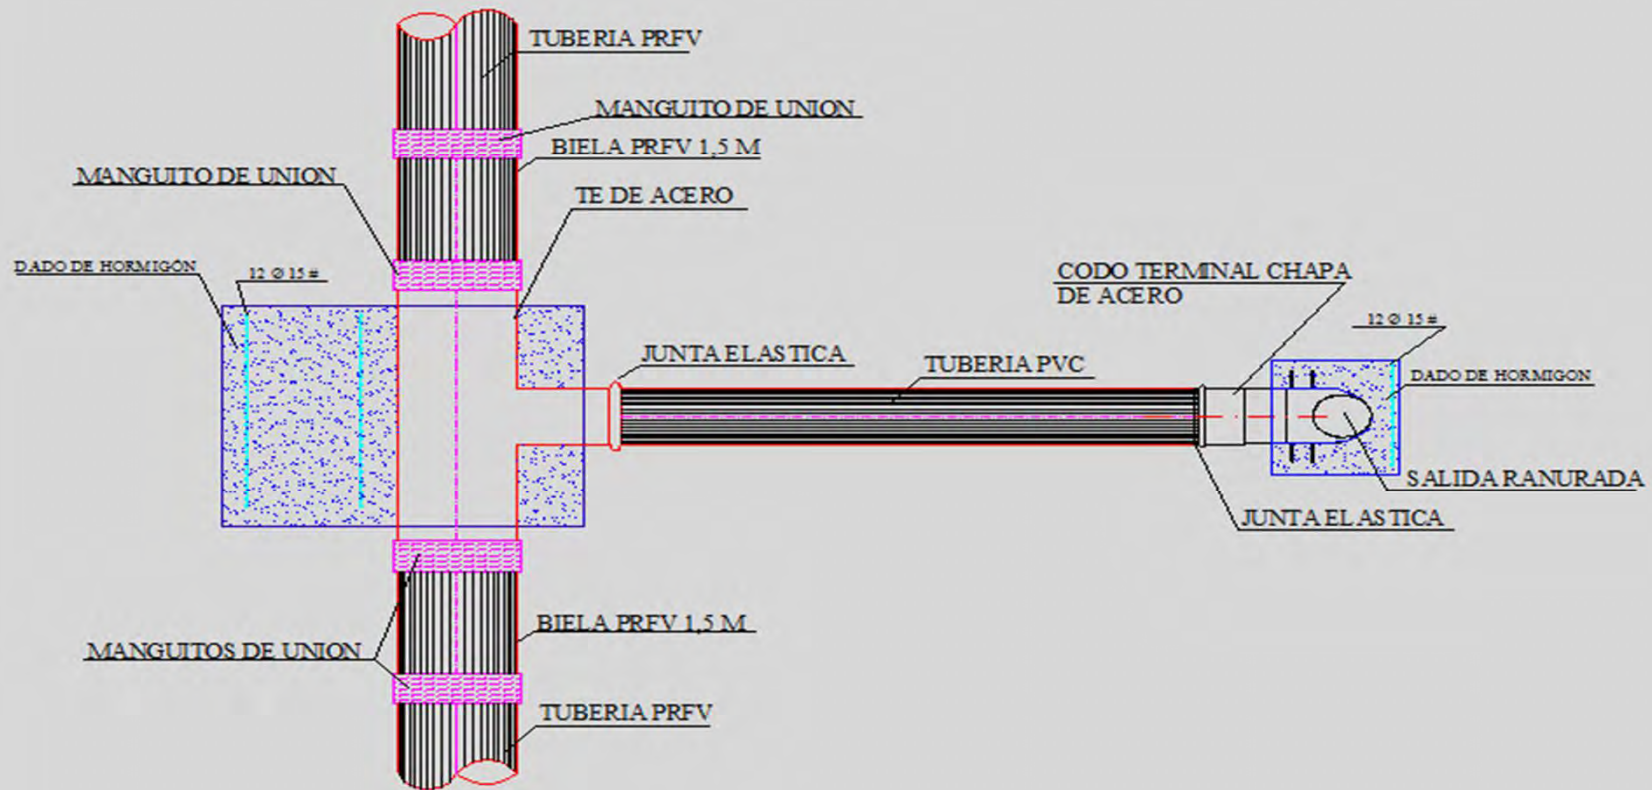 TUBERIA PRFV
MANGUITO DE UNION
BIELA PRFV 1,5 M
MANGUITO DE UNION
TE DE ACERO
DADO DE HORMIGÓN
12 Ø 15 #
CODO TERMINAL CHAPA
DE ACERO
12 Ø 15 #
JUNTA ELASTICA
TUBERIA PVC
DADO DE HORMIGON
SALIDA RANURADA
JUNTA ELASTICA
BIELA PRFV 1,5 M
MANGUITOS DE UNION
TUBERIA PRFV